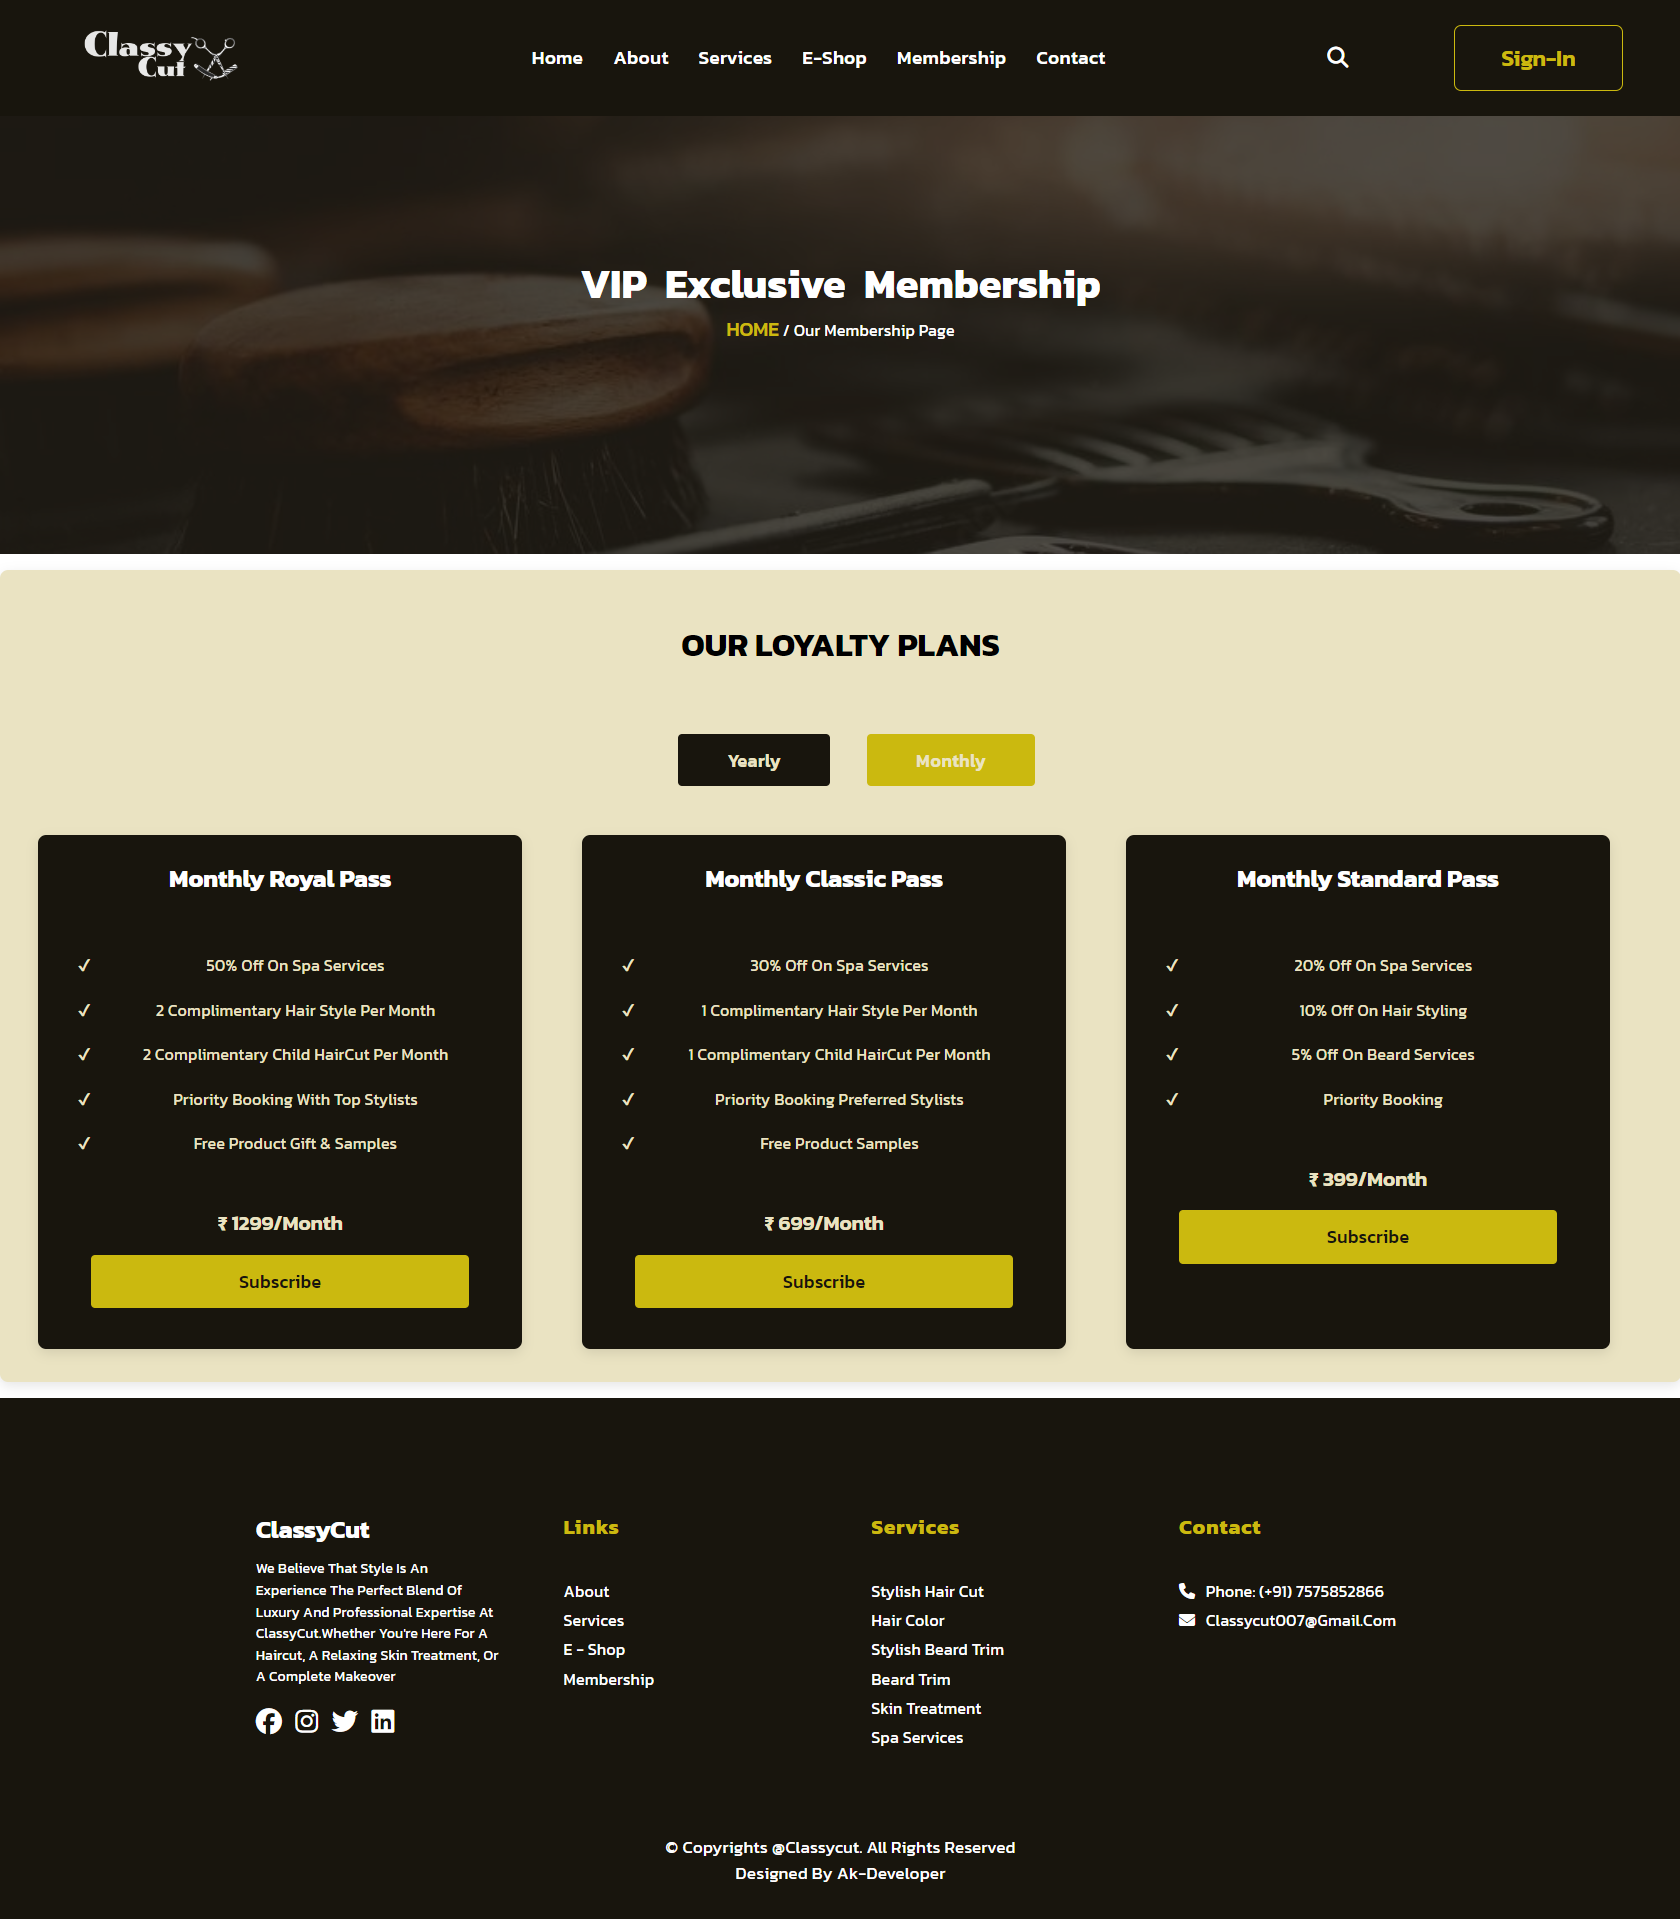 Classy
Cut
Home About Services E-Shop Membership Contact
Sign-In
VIP Exclusive Membership
HOME / Our Membership Page
OUR LOYALTY PLANS
Yearly Monthly
Monthly Royal Pass
✓ 50% Off On Spa Services
✓ 2 Complimentary Hair Style Per Month
✓ 2 Complimentary Child HairCut Per Month
✓ Priority Booking With Top Stylists
✓ Free Product Gift & Samples
₹ 1299/Month
Subscribe
Monthly Classic Pass
✓ 30% Off On Spa Services
✓ 1 Complimentary Hair Style Per Month
✓ 1 Complimentary Child HairCut Per Month
✓ Priority Booking Preferred Stylists
✓ Free Product Samples
₹ 699/Month
Subscribe
Monthly Standard Pass
✓ 20% Off On Spa Services
✓ 10% Off On Hair Styling
✓ 5% Off On Beard Services
✓ Priority Booking
₹ 399/Month
Subscribe
ClassyCut
We Believe That Style Is An
Experience The Perfect Blend Of
Luxury And Professional Expertise At
ClassyCut.Whether You're Here For A
Haircut, A Relaxing Skin Treatment, Or
A Complete Makeover
Links
About
Services
E - Shop
Membership
Services
Stylish Hair Cut
Hair Color
Stylish Beard Trim
Beard Trim
Skin Treatment
Spa Services
Contact
Phone: (+91) 7575852866
Classycut007@Gmail.Com
© Copyrights @Classycut. All Rights Reserved
Designed By Ak-Developer